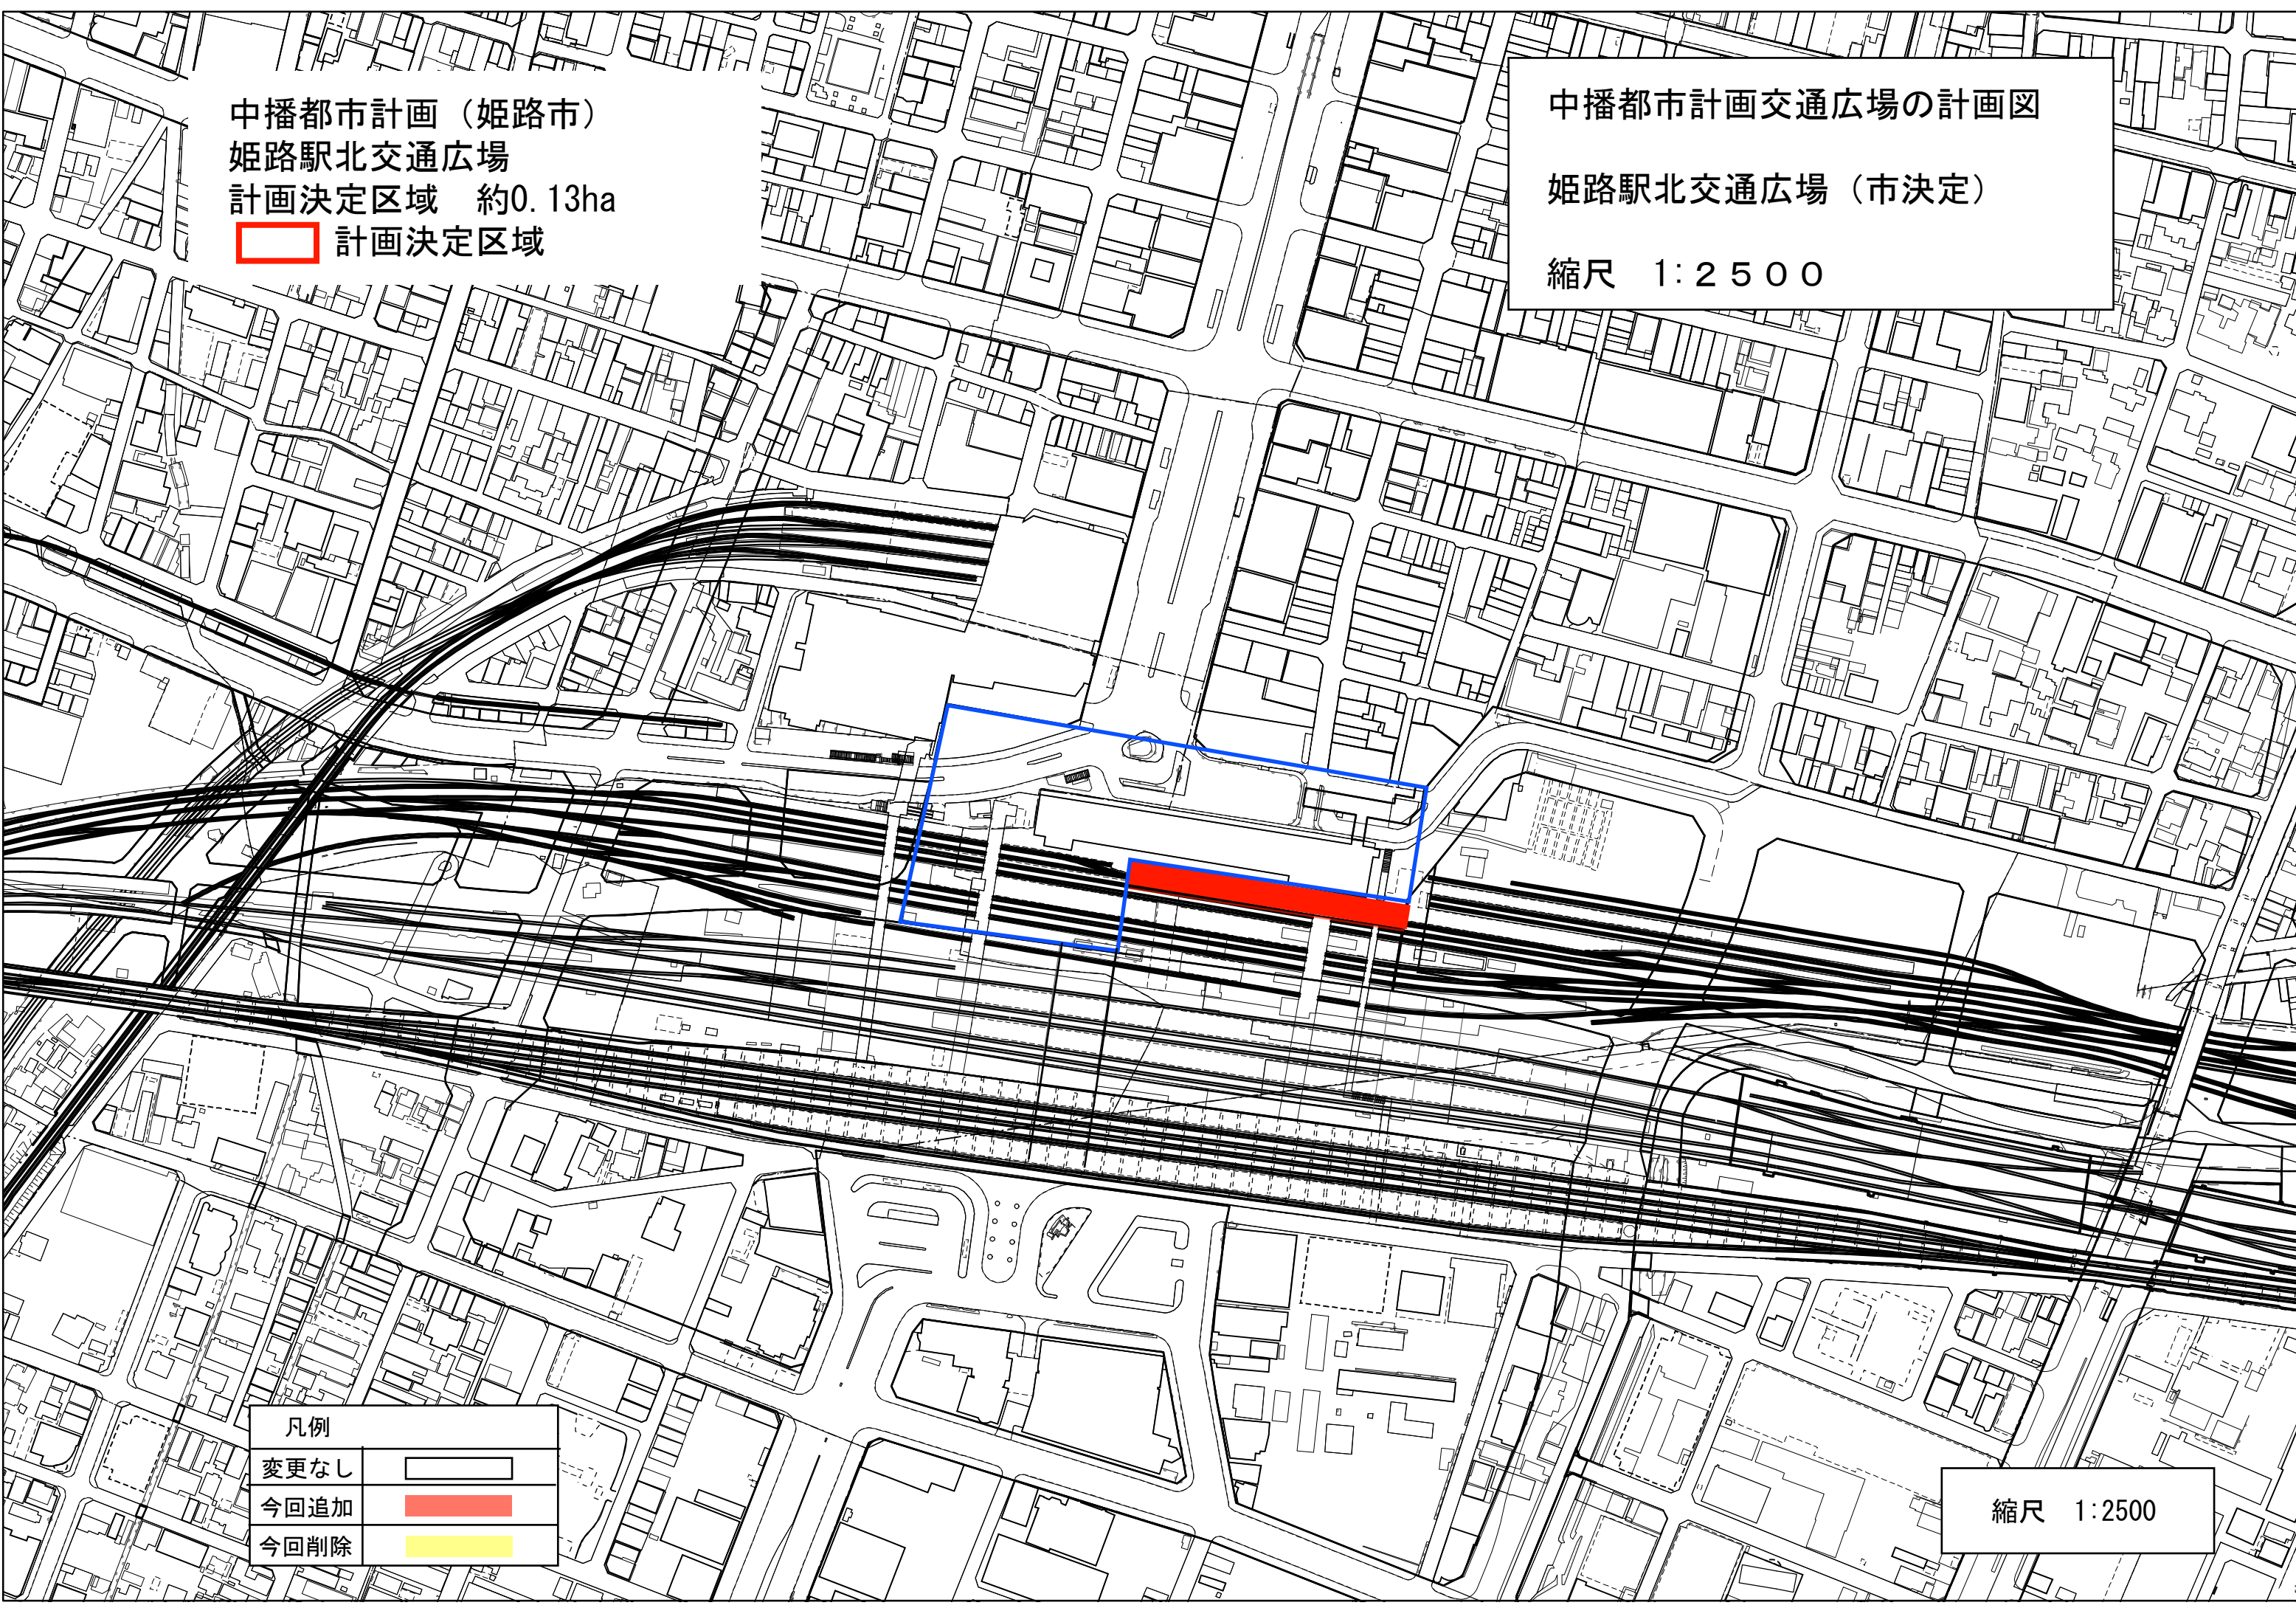 中播都市計画（姫路市）
姫路駅北交通広場
計画決定区域　約0.13ha
計画決定区域
中播都市計画交通広場の計画図
姫路駅北交通広場（市決定）
縮尺　1:２５００
凡例
変更なし
今回追加
今回削除
縮尺　1:2500